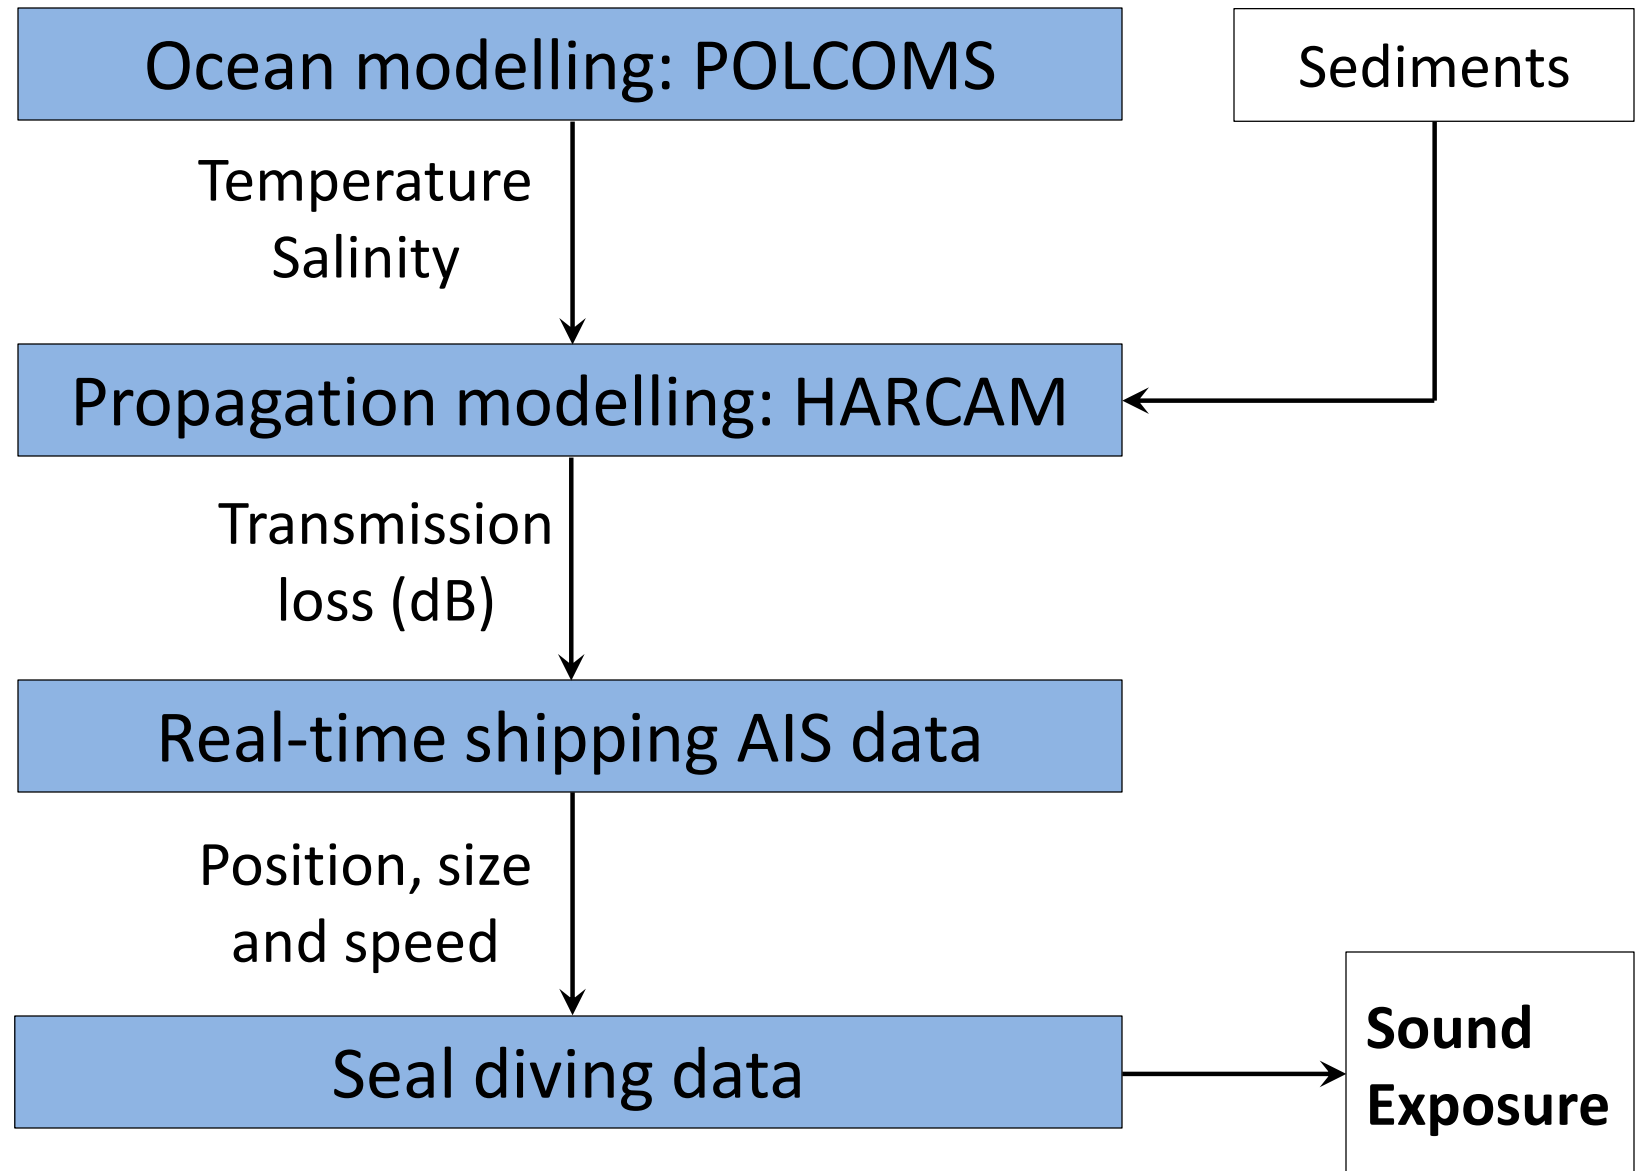 Ocean modelling: POLCOMS
Sediments
Temperature
Salinity
Propagation modelling: HARCAM
Transmission
loss (dB)
Real-time shipping AIS data
Position, size
and speed
Seal diving data
Sound
Exposure